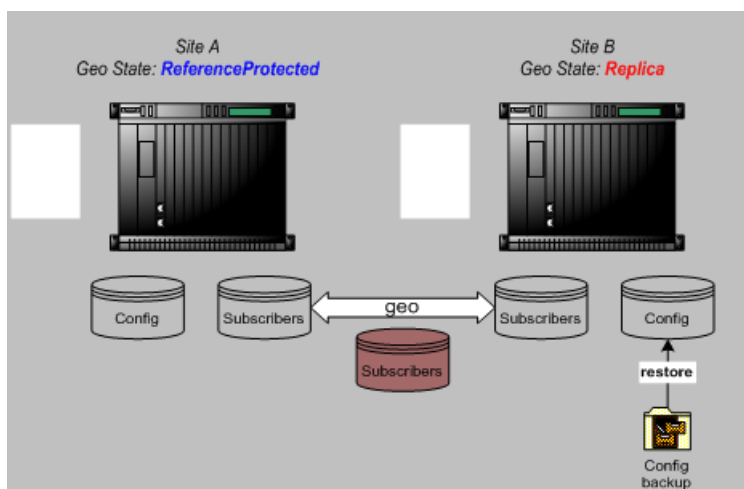 Site A
Geo State: ReferenceProtected
Site B
Geo State: Replica
Config
Subscribers
geo
Subscribers
Config
Subscribers
restore
Config
backup